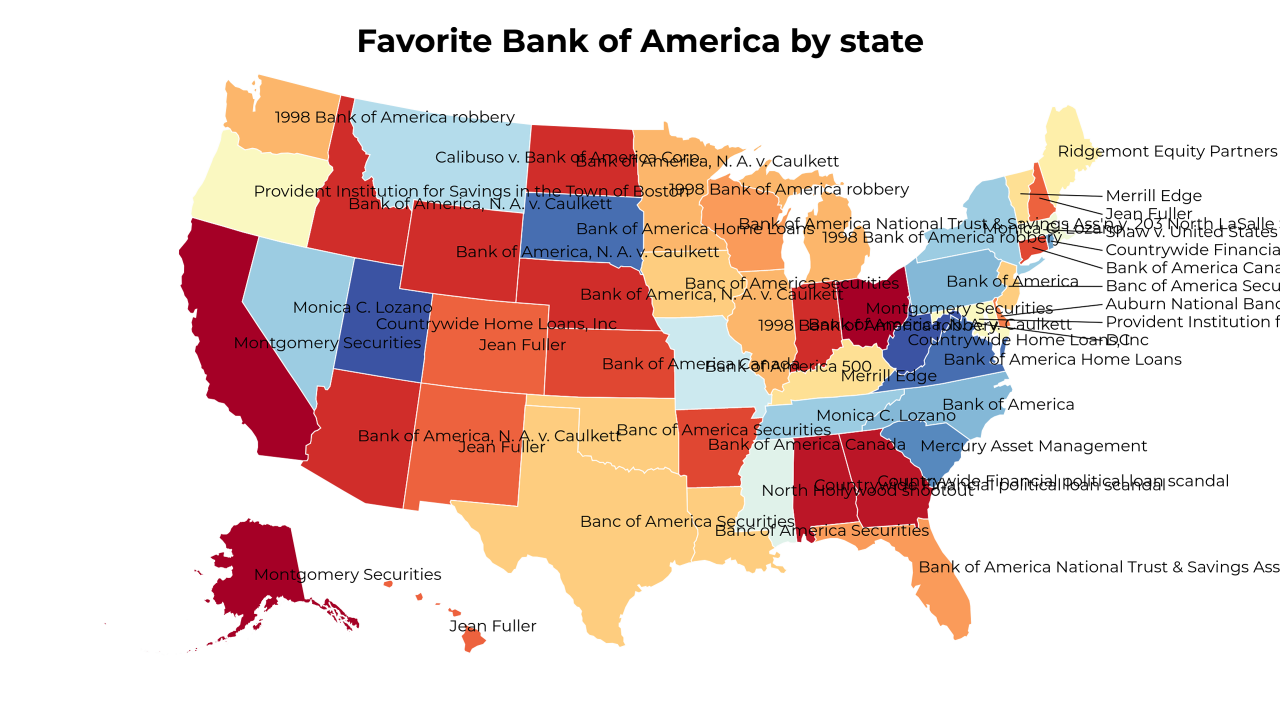 Favorite Bank of America by state
1998 Bank of America robbery
Calibuso v. Bank of America Corp.
Bank of America, N. A. v. Caulkett
Ridgemont Equity Partners
Provident Institution for Savings in the Town of Boston
1998 Bank of America robbery
Merrill Edge
Bank of America, N. A. v. Caulkett
Jean Fuller
Bank of America Home Loans
Bank of America National Trust & Savings Ass'n v. 203 North LaSalle
Monica C. Lozano
Shaw v. United States
1998 Bank of America robbery
Bank of America, N. A. v. Caulkett
Countrywide Financia
Bank of America Cana
Banc of America Securities
Bank of America
Banc of America Secu
Bank of America, N. A. v. Caulkett
Monica C. Lozano
Montgomery Securities
Auburn National Banc
Countrywide Home Loans, Inc
1998 Bank of America robbery
Bank of America, N. A. v. Caulkett
Provident Institution f
Montgomery Securities
Jean Fuller
Countrywide Home Loans, Inc
Bank of America Home Loans
Bank of America Canada
Bank of America 500
Merrill Edge
Bank of America
Monica C. Lozano
Banc of America Securities
Bank of America, N. A. v. Caulkett
Jean Fuller
Bank of America Canada
Mercury Asset Management
North Hollywood shootout
Countrywide Financial political loan scandal
Countrywide Financial political loan scandal
Banc of America Securities
Banc of America Securities
Bank of America National Trust & Savings Ass
Montgomery Securities
Jean Fuller